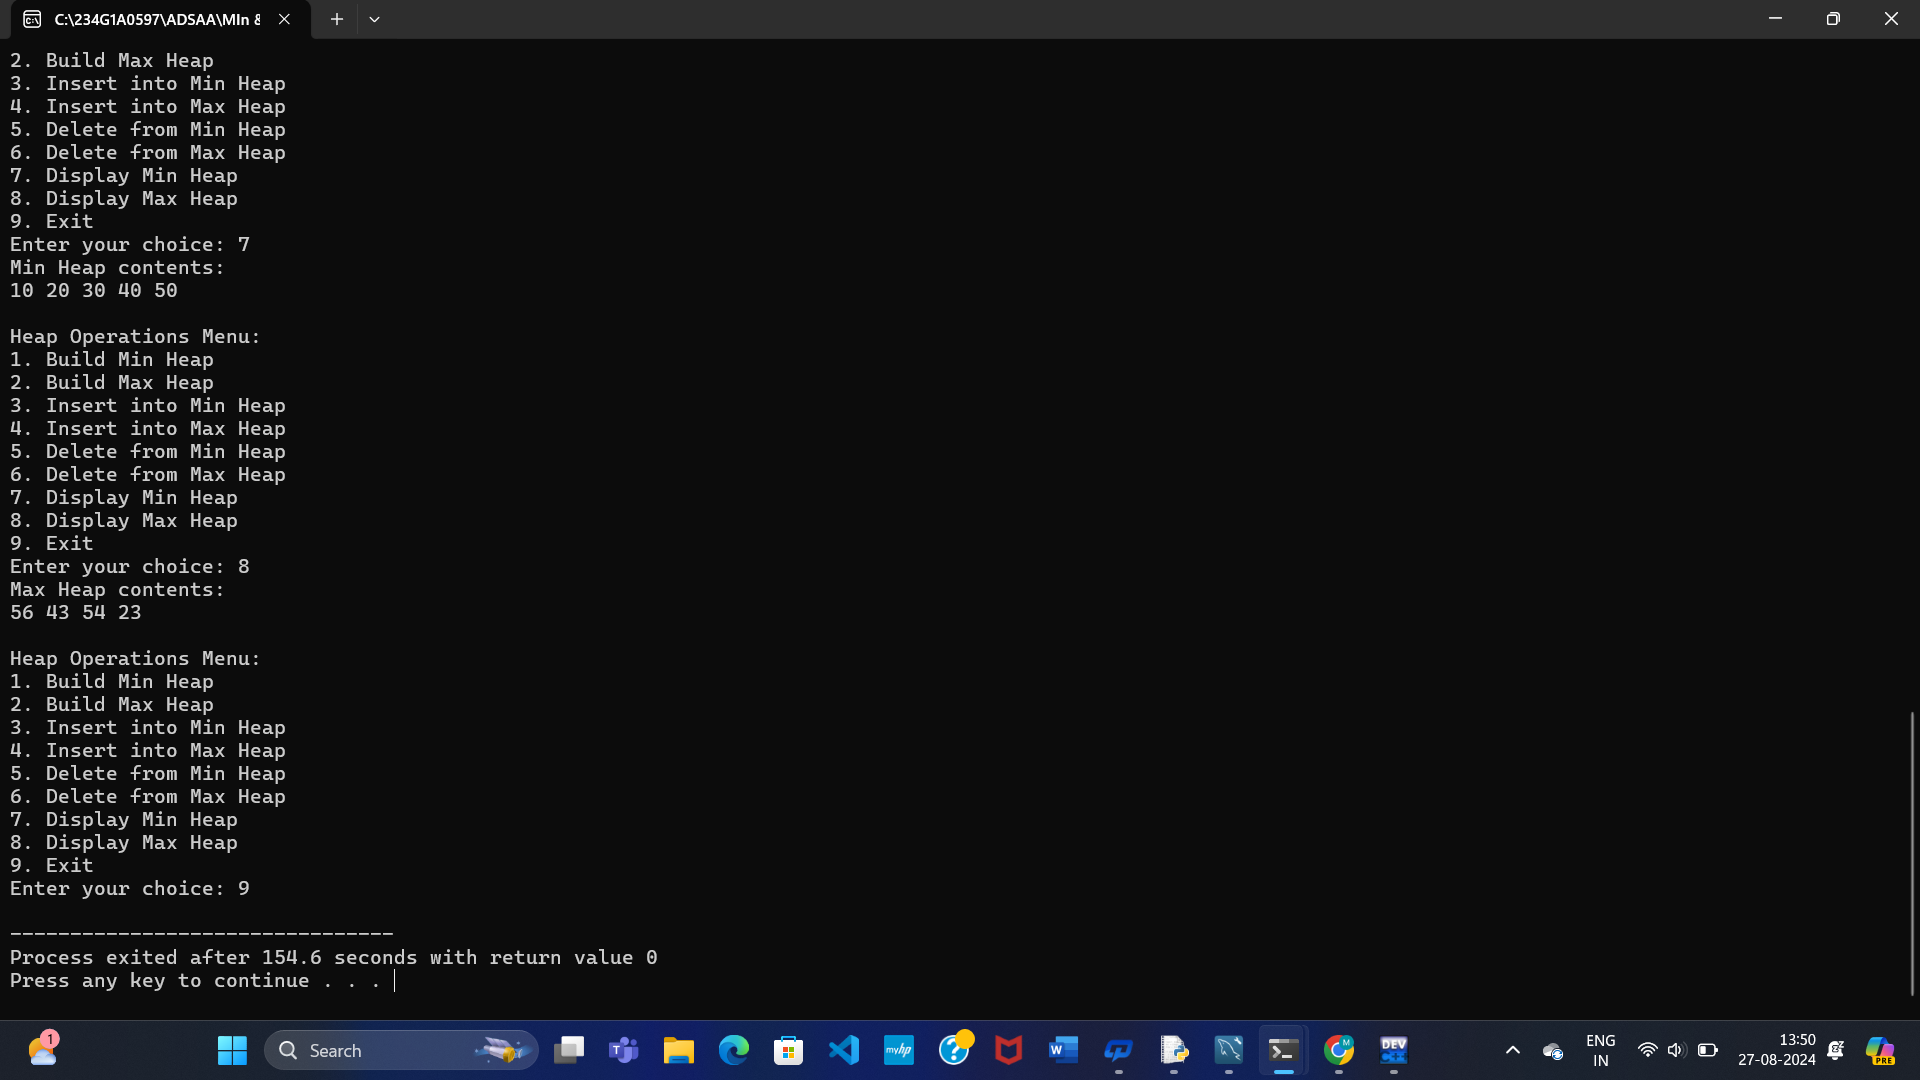 C:\234G1A0597\ADSAA\MIn &
2. Build Max Heap
3. Insert into Min Heap
4. Insert into Max Heap
5. Delete from Min Heap
6. Delete from Max Heap
7. Display Min Heap
8. Display Max Heap
9. Exit
Enter your choice: 7
Min Heap contents:
10 20 30 40 50
Heap Operations Menu:
1. Build Min Heap
2. Build Max Heap
3. Insert into Min Heap
4. Insert into Max Heap
5. Delete from Min Heap
6. Delete from Max Heap
7. Display Min Heap
8. Display Max Heap
9. Exit
Enter your choice: 8
Max Heap contents:
56 43 54 23
Heap Operations Menu:
1. Build Min Heap
2. Build Max Heap
3. Insert into Min Heap
4. Insert into Max Heap
5. Delete from Min Heap
6. Delete from Max Heap
7. Display Min Heap
8. Display Max Heap
9. Exit
Enter your choice: 9
--------------------------------
Process exited after 154.6 seconds with return value 0
Press any key to continue . . .
1
Search
T
myhp
?
W
M
DEV
C++
ENG
IN
13:50
27-08-2024
PRE